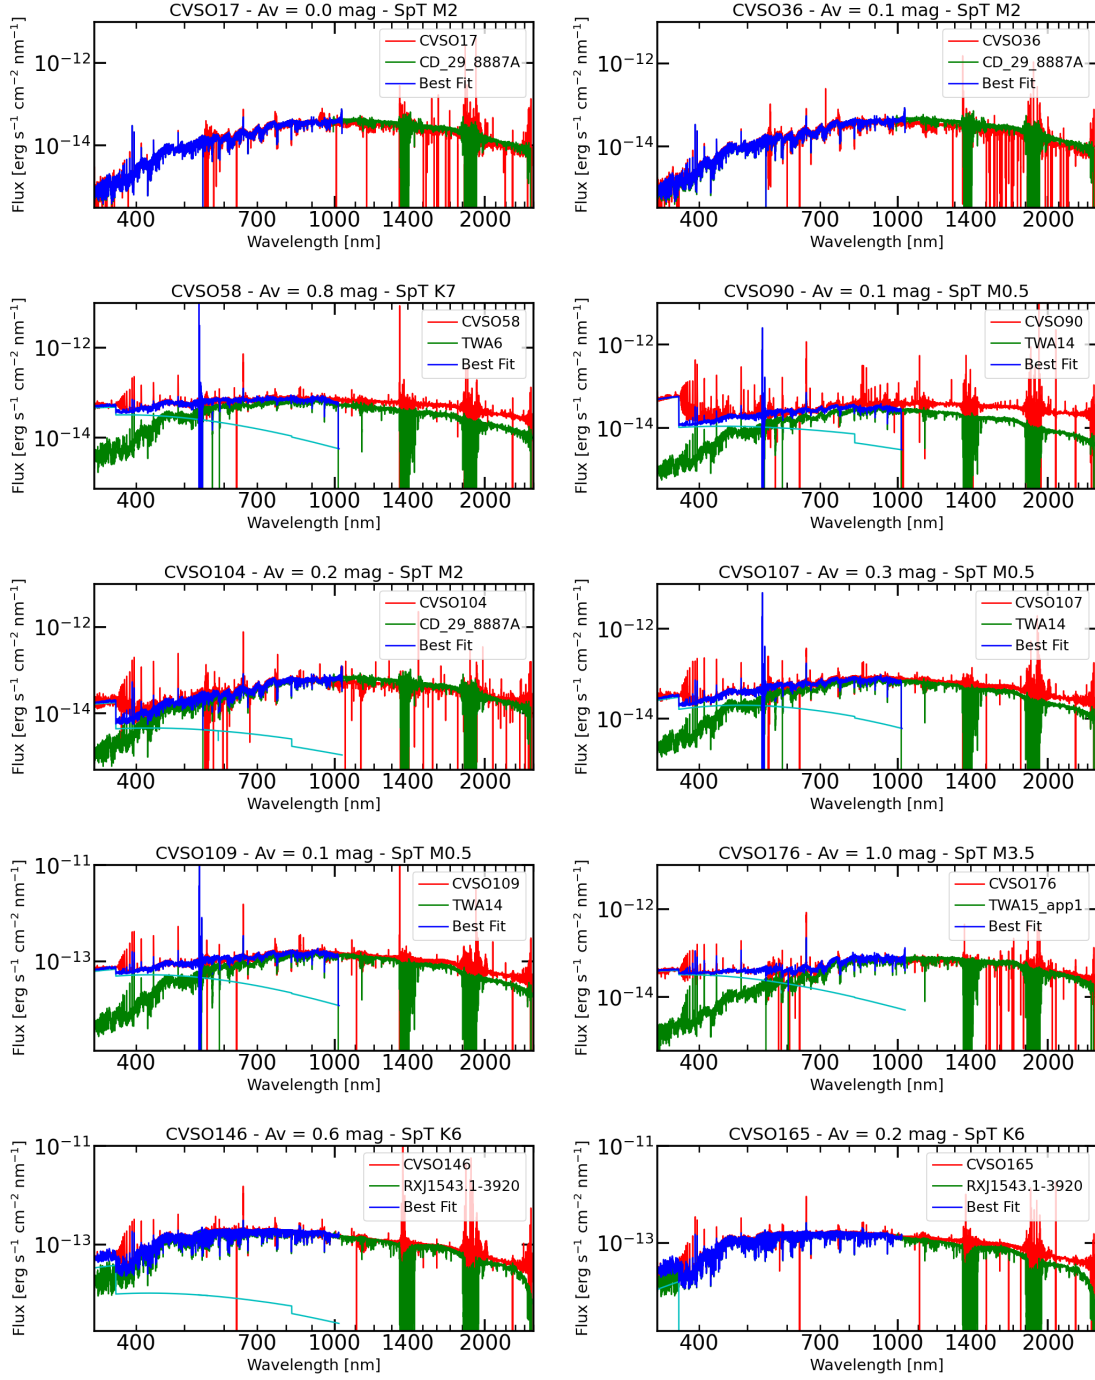 CVSO17 - Av = 0.0 mag - SpT M2
Flux [erg s⁻¹ cm⁻² nm⁻¹]
10⁻¹²
10⁻¹⁴
CVSO17
CD_29_8887A
Best Fit
400 700 1000 1400 2000
Wavelength [nm]
CVSO36 - Av = 0.1 mag - SpT M2
Flux [erg s⁻¹ cm⁻² nm⁻¹]
10⁻¹²
10⁻¹⁴
CVSO36
CD_29_8887A
Best Fit
400 700 1000 1400 2000
Wavelength [nm]
CVSO58 - Av = 0.8 mag - SpT K7
Flux [erg s⁻¹ cm⁻² nm⁻¹]
10⁻¹²
10⁻¹⁴
CVSO58
TWA6
Best Fit
400 700 1000 1400 2000
Wavelength [nm]
CVSO90 - Av = 0.1 mag - SpT M0.5
Flux [erg s⁻¹ cm⁻² nm⁻¹]
10⁻¹²
10⁻¹⁴
CVSO90
TWA14
Best Fit
400 700 1000 1400 2000
Wavelength [nm]
CVSO104 - Av = 0.2 mag - SpT M2
Flux [erg s⁻¹ cm⁻² nm⁻¹]
10⁻¹²
10⁻¹⁴
CVSO104
CD_29_8887A
Best Fit
400 700 1000 1400 2000
Wavelength [nm]
CVSO107 - Av = 0.3 mag - SpT M0.5
Flux [erg s⁻¹ cm⁻² nm⁻¹]
10⁻¹²
10⁻¹⁴
CVSO107
TWA14
Best Fit
400 700 1000 1400 2000
Wavelength [nm]
CVSO109 - Av = 0.1 mag - SpT M0.5
Flux [erg s⁻¹ cm⁻² nm⁻¹]
10⁻¹¹
10⁻¹³
CVSO109
TWA14
Best Fit
400 700 1000 1400 2000
Wavelength [nm]
CVSO176 - Av = 1.0 mag - SpT M3.5
Flux [erg s⁻¹ cm⁻² nm⁻¹]
10⁻¹²
10⁻¹⁴
CVSO176
TWA15_app1
Best Fit
400 700 1000 1400 2000
Wavelength [nm]
CVSO146 - Av = 0.6 mag - SpT K6
Flux [erg s⁻¹ cm⁻² nm⁻¹]
10⁻¹¹
10⁻¹³
CVSO146
RXJ1543.1-3920
Best Fit
400 700 1000 1400 2000
Wavelength [nm]
CVSO165 - Av = 0.2 mag - SpT K6
Flux [erg s⁻¹ cm⁻² nm⁻¹]
10⁻¹¹
10⁻¹³
CVSO165
RXJ1543.1-3920
Best Fit
400 700 1000 1400 2000
Wavelength [nm]